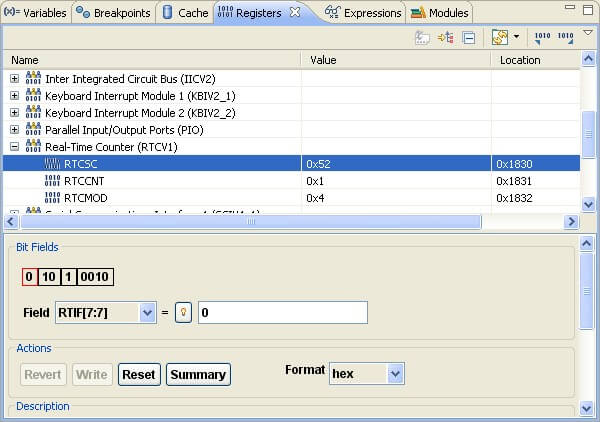 Variables Breakpoints Cache Registers Expressions Modules
Name Value Location
Inter Integrated Circuit Bus (IICV2)
Keyboard Interrupt Module 1 (KBIV2_1)
Keyboard Interrupt Module 2 (KBIV2_2)
Parallel Input/Output Ports (PIO)
Real-Time Counter (RTCV1)
RTCSC 0x52 0x1830
RTCCNT 0x1 0x1831
RTCMOD 0x4 0x1832
Bit Fields
0 10 1 0010
Field RTIF[7:7] = 0
Actions
Revert Write Reset Summary Format hex
Description